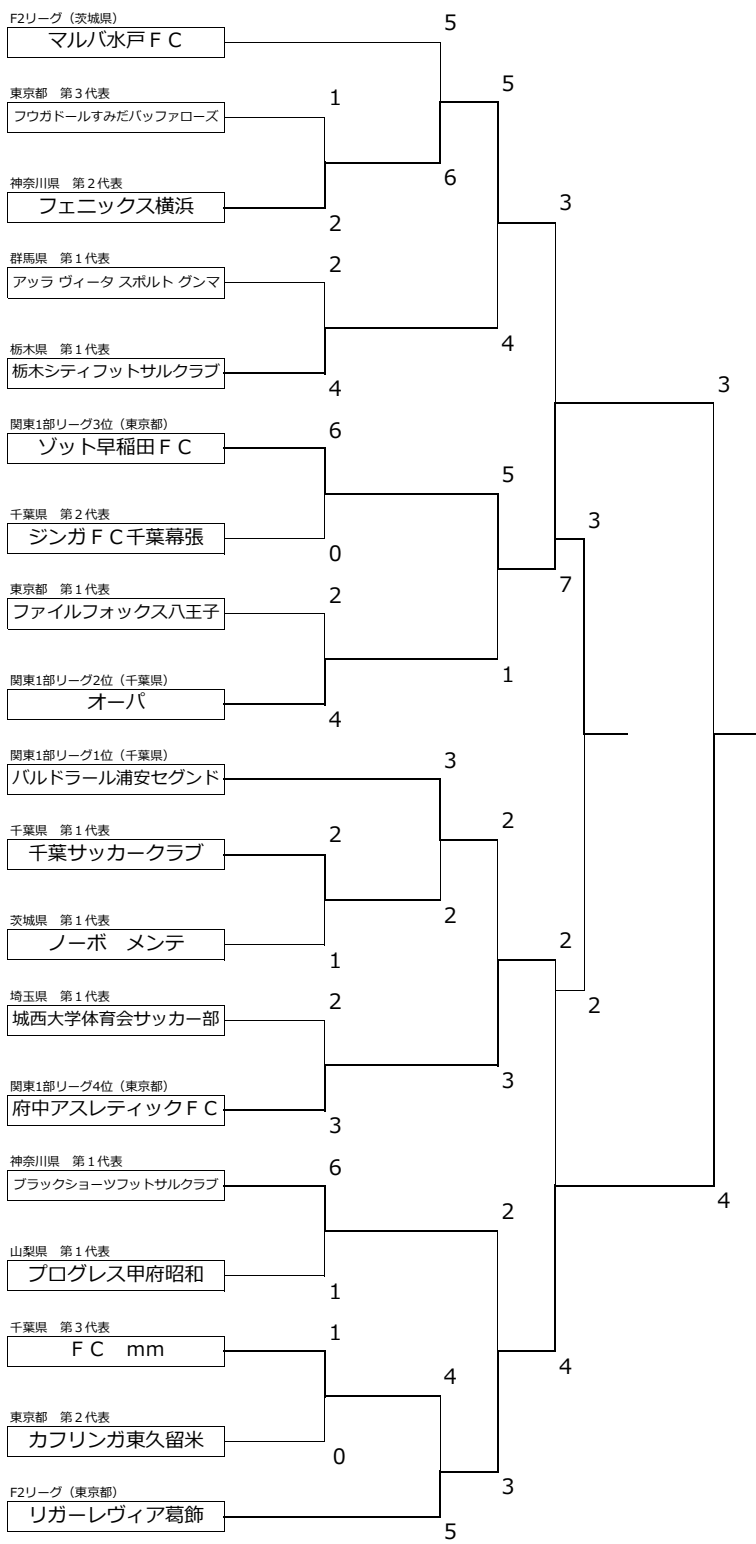 F2リーグ（茨城県）
マルバ水戸ＦＣ
5
東京都　第３代表
フウガドールすみだバッファローズ
1
5
神奈川県　第２代表
フェニックス横浜
6
2
3
群馬県　第１代表
アッラ ヴィータ スポルト グンマ
2
栃木県　第１代表
栃木シティフットサルクラブ
4
4
3
関東1部リーグ3位（東京都）
ゾット早稲田ＦＣ
6
5
千葉県　第２代表
ジンガＦＣ千葉幕張
0
3
7
東京都　第１代表
ファイルフォックス八王子
2
関東1部リーグ2位（千葉県）
オーパ
1
4
関東1部リーグ1位（千葉県）
バルドラール浦安セグンド
3
千葉県　第１代表
千葉サッカークラブ
2
2
茨城県　第１代表
ノーボ　メンテ
2
1
2
埼玉県　第１代表
城西大学体育会サッカー部
2
2
関東1部リーグ4位（東京都）
府中アスレティックＦＣ
3
3
神奈川県　第１代表
ブラックショーツフットサルクラブ
6
2
4
山梨県　第１代表
プログレス甲府昭和
1
千葉県　第３代表
ＦＣ　mm
1
4
4
東京都　第２代表
カフリンガ東久留米
0
3
F2リーグ（東京都）
リガーレヴィア葛飾
5